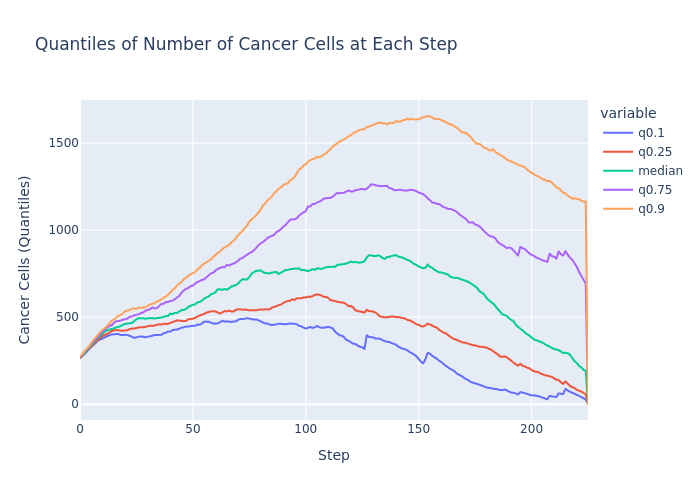 Quantiles of Number of Cancer Cells at Each Step
variable
q0.1
q0.25
median
q0.75
q0.9
Cancer Cells (Quantiles)
1500
1000
500
0
0
50
100
150
200
Step